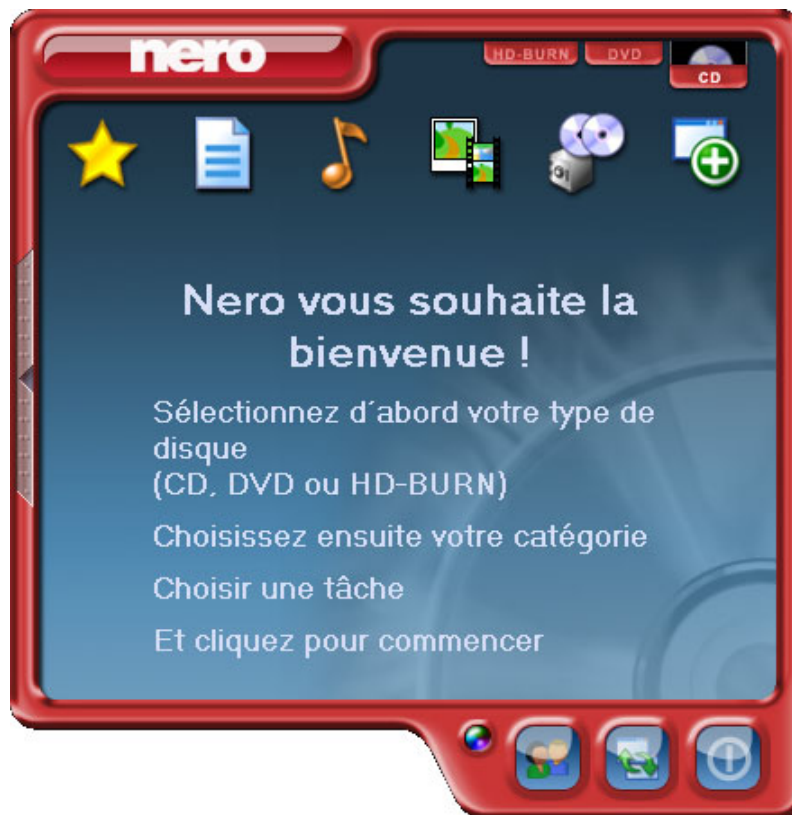 nero
HD-BURN DVD CD
Nero vous souhaite la
bienvenue !
Sélectionnez d´abord votre type de
disque
(CD, DVD ou HD-BURN)
Choisissez ensuite votre catégorie
Choisir une tâche
Et cliquez pour commencer